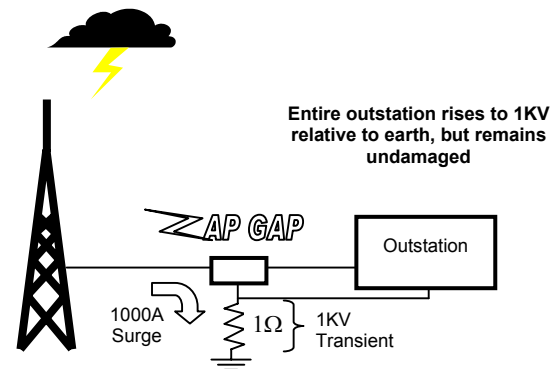 Entire outstation rises to 1KV
relative to earth, but remains
undamaged
ZAP GAP
Outstation
1000A
Surge
1Ω
1KV
Transient